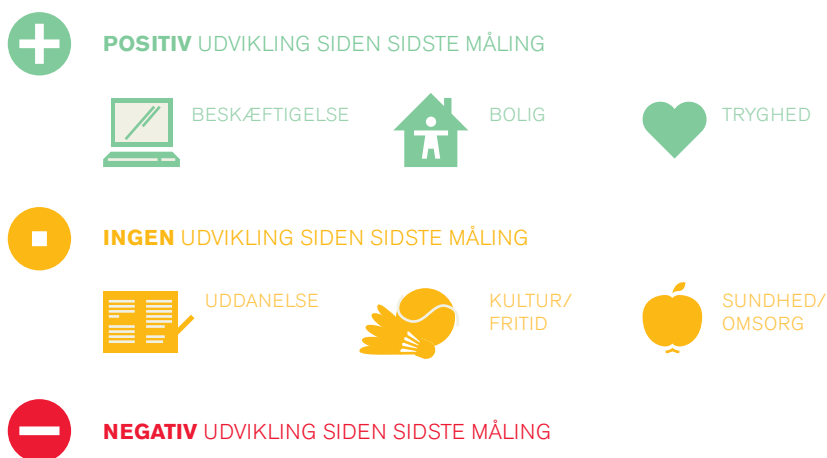 POSITIV UDVIKLING SIDEN SIDSTE MÅLING
BESKÆFTIGELSE
BOLIG
TRYGHED
INGEN UDVIKLING SIDEN SIDSTE MÅLING
UDDANELSE
KULTUR/
FRITID
SUNDHED/
OMSORG
NEGATIV UDVIKLING SIDEN SIDSTE MÅLING